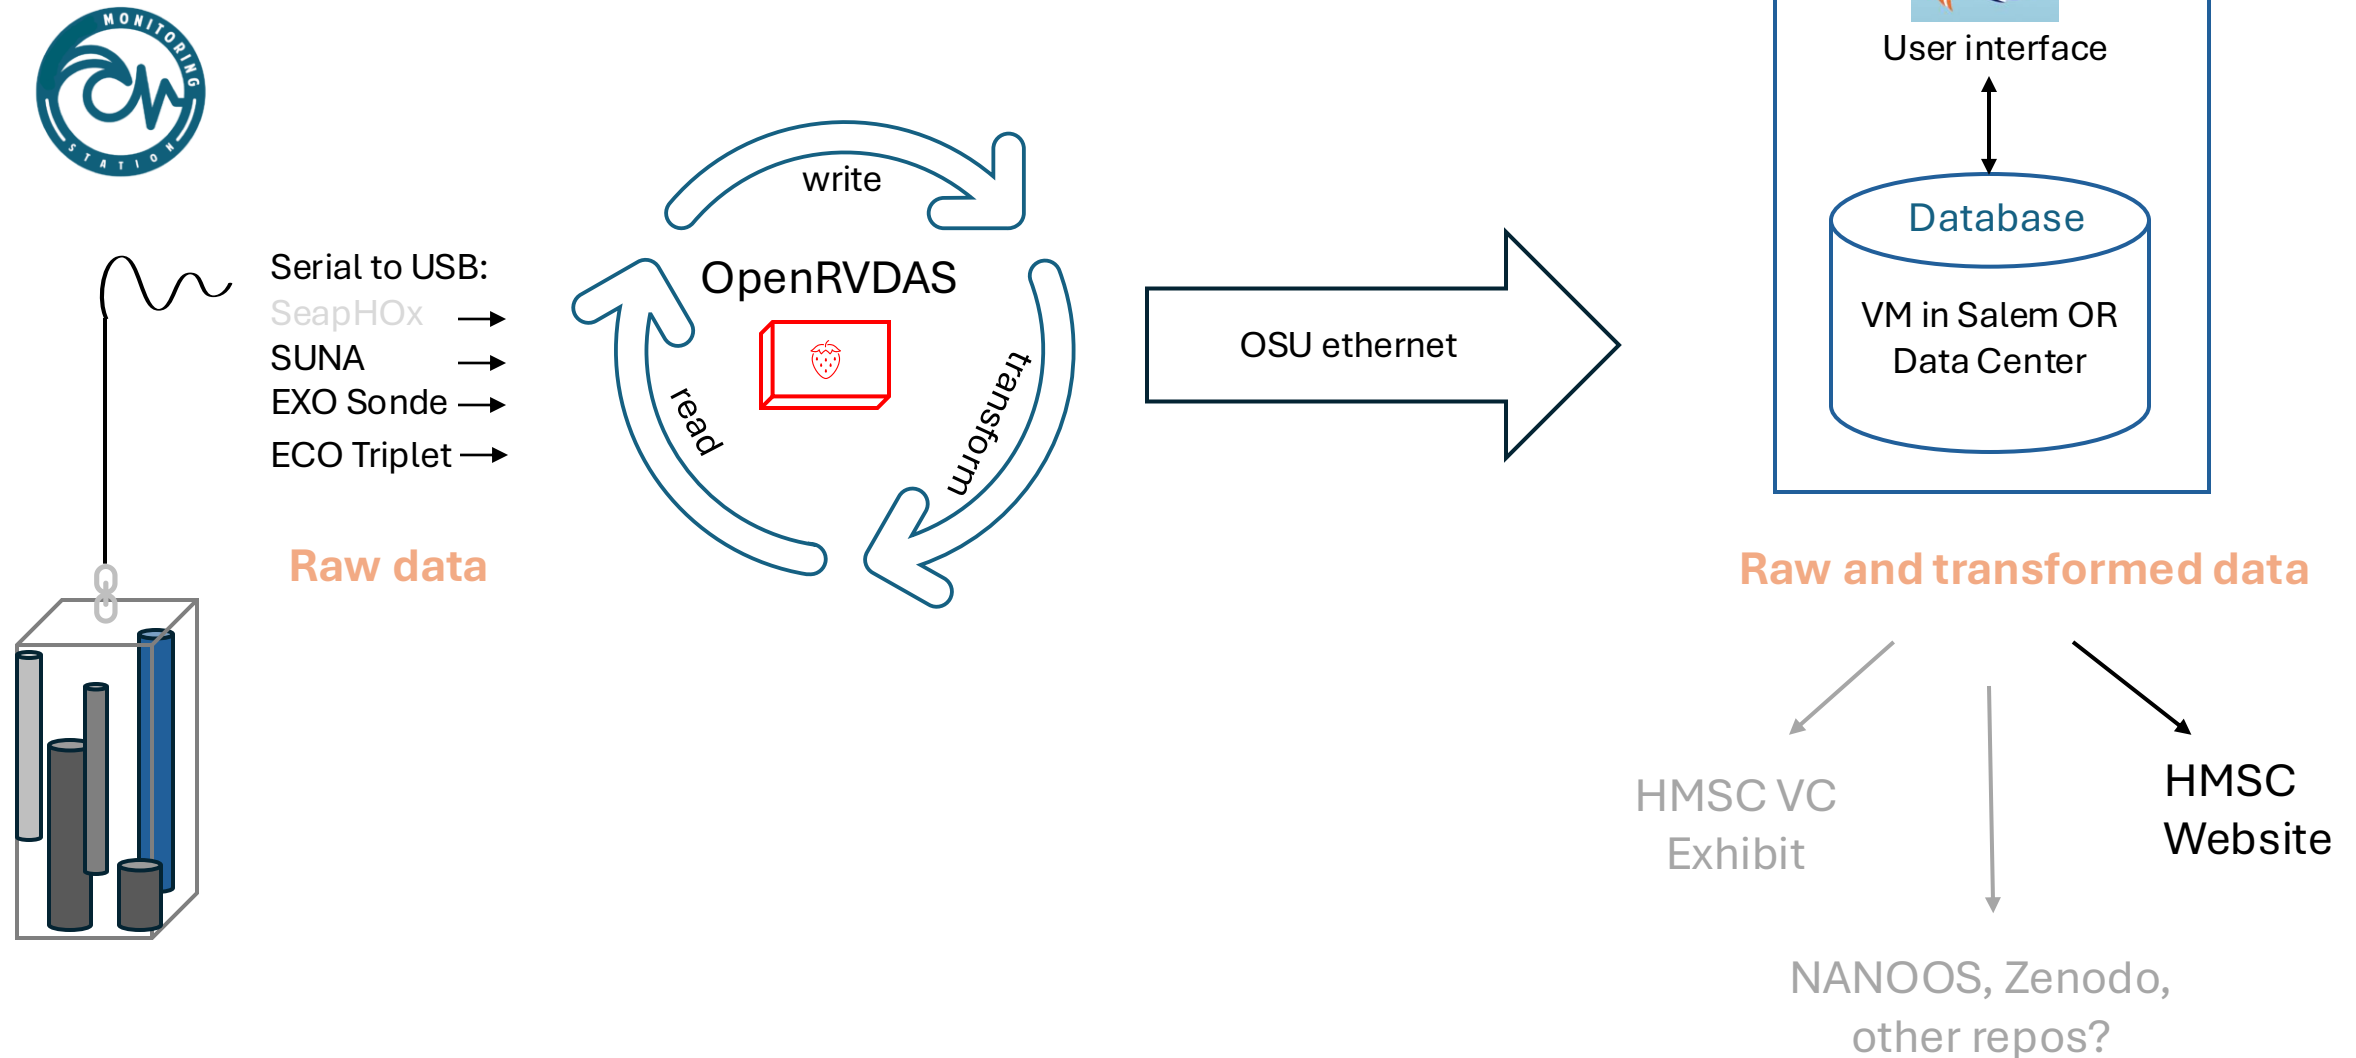 MONITORING
STATION
Serial to USB:
SeapHOx
SUNA
EXO Sonde
ECO Triplet
Raw data
write
OpenRVDAS
read
transform
OSU ethernet
User interface
Database
VM in Salem OR
Data Center
Raw and transformed data
HMSC VC
Exhibit
HMSC
Website
NANOOS, Zenodo,
other repos?